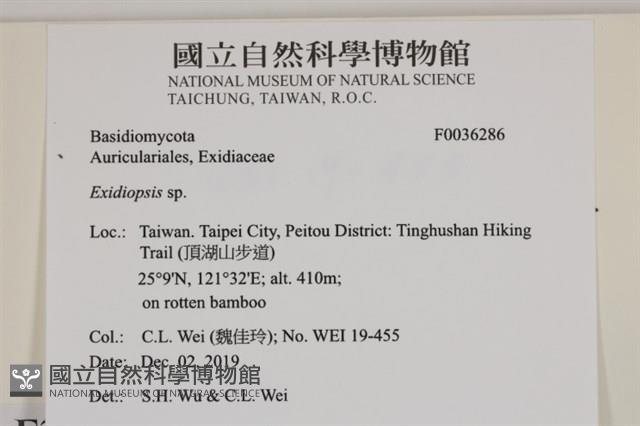 國立自然科學博物館
NATIONAL MUSEUM OF NATURAL SCIENCE
TAICHUNG, TAIWAN, R.O.C.
Basidiomycota F0036286
Auriculariales, Exidiaceae
Exidiopsis sp.
Loc.: Taiwan. Taipei City, Peitou District: Tinghushan Hiking
Trail (頂湖山步道)
25°9'N, 121°32'E; alt. 410m;
on rotten bamboo
Col.: C.L. Wei (魏佳玲); No. WEI 19-455
Date: Dec. 02, 2019
國立自然科學博物館
NATIONAL MUSEUM OF NATURAL SCIENCE
Det.: S.H. Wu & C.L. Wei